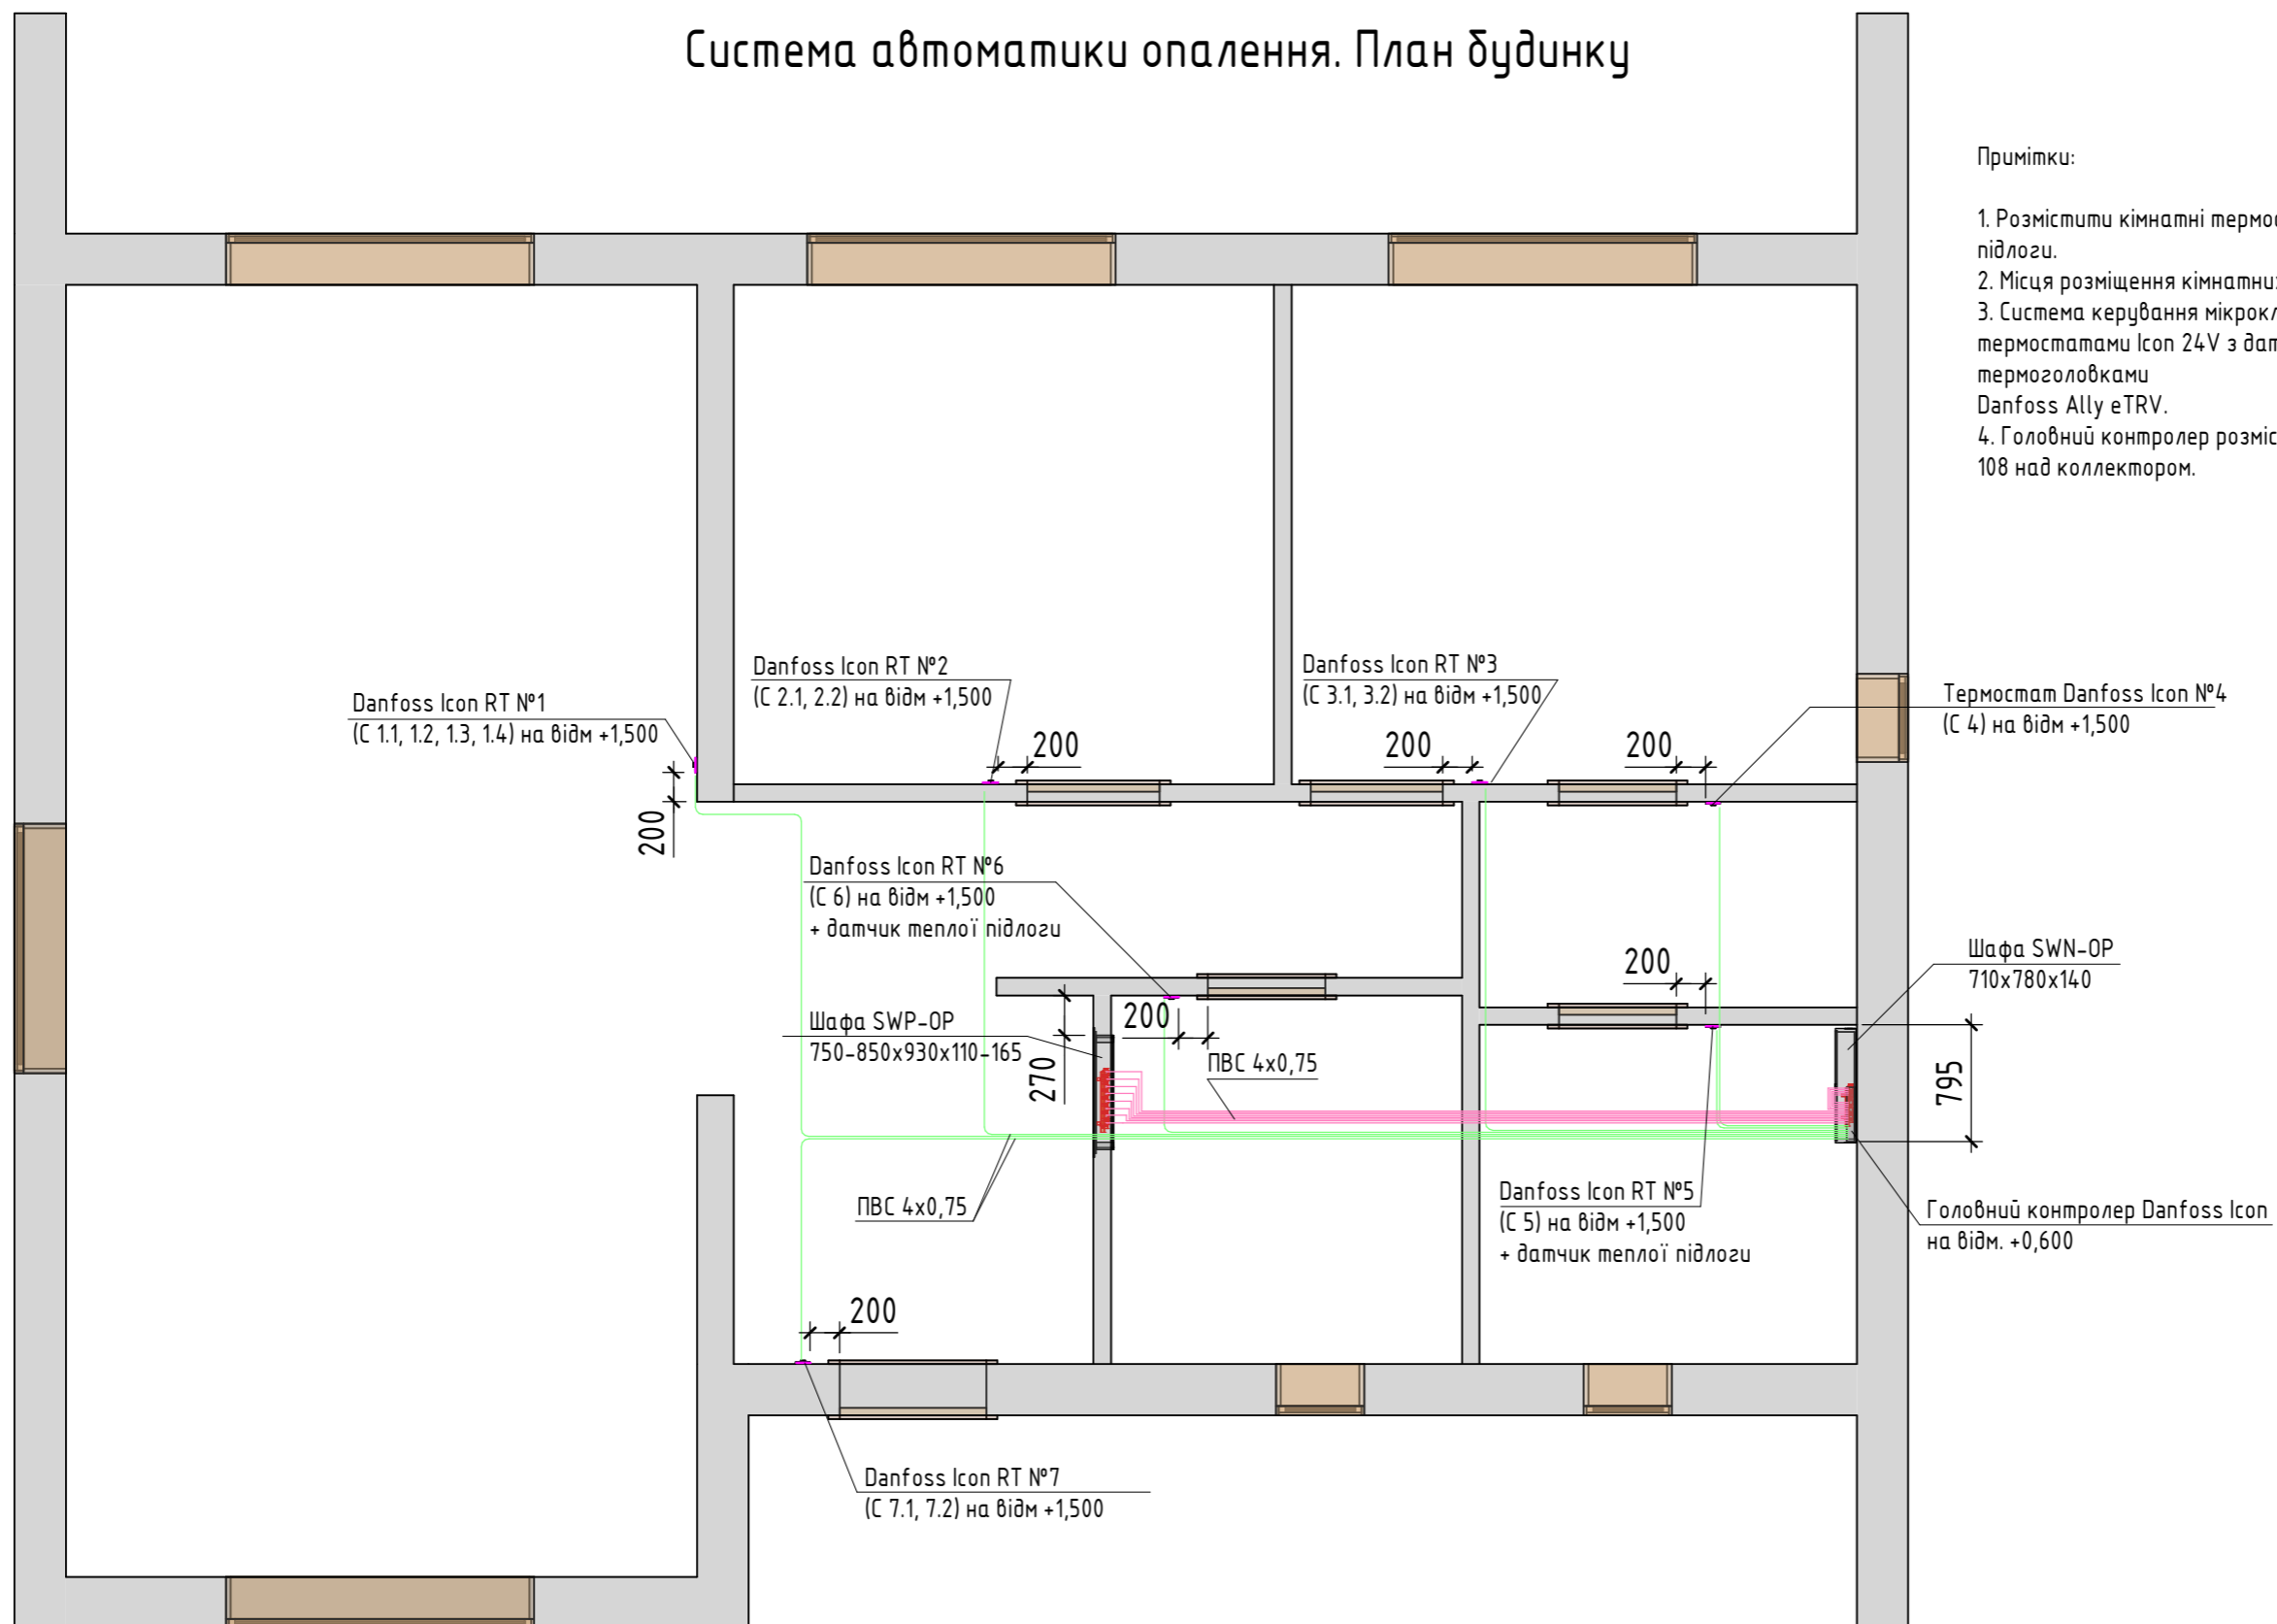 Система автоматики опалення. План будинку
Примітки:
1. Розмістити кімнатні
підлоги.
2. Місця розміщення
3. Система керування
термостатами Icon 24V з
термоголовками
Danfoss Ally eTRV.
4. Головний контролер
108 над коллектором.
Danfoss Icon RT №1
(С 1.1, 1.2, 1.3, 1.4) на відм +1,500
200
Danfoss Icon RT №2
(С 2.1, 2.2) на відм +1,500
200
Danfoss Icon RT №3
(С 3.1, 3.2) на відм +1,500
200
200
Термостат Danfoss Icon №4
(С 4) на відм +1,500
Danfoss Icon RT №6
(С 6) на відм +1,500
+ датчик теплої підлоги
200
Шафа SWN-OP
710x780x140
Шафа SWP-OP
750-850x930x110-165
270
200
ПВС 4х0,75
795
ПВС 4х0,75
Danfoss Icon RT №5
(С 5) на відм +1,500
+ датчик теплої підлоги
Головний контролер Danfoss Icon
на відм. +0,600
200
Danfoss Icon RT №7
(С 7.1, 7.2) на відм +1,500